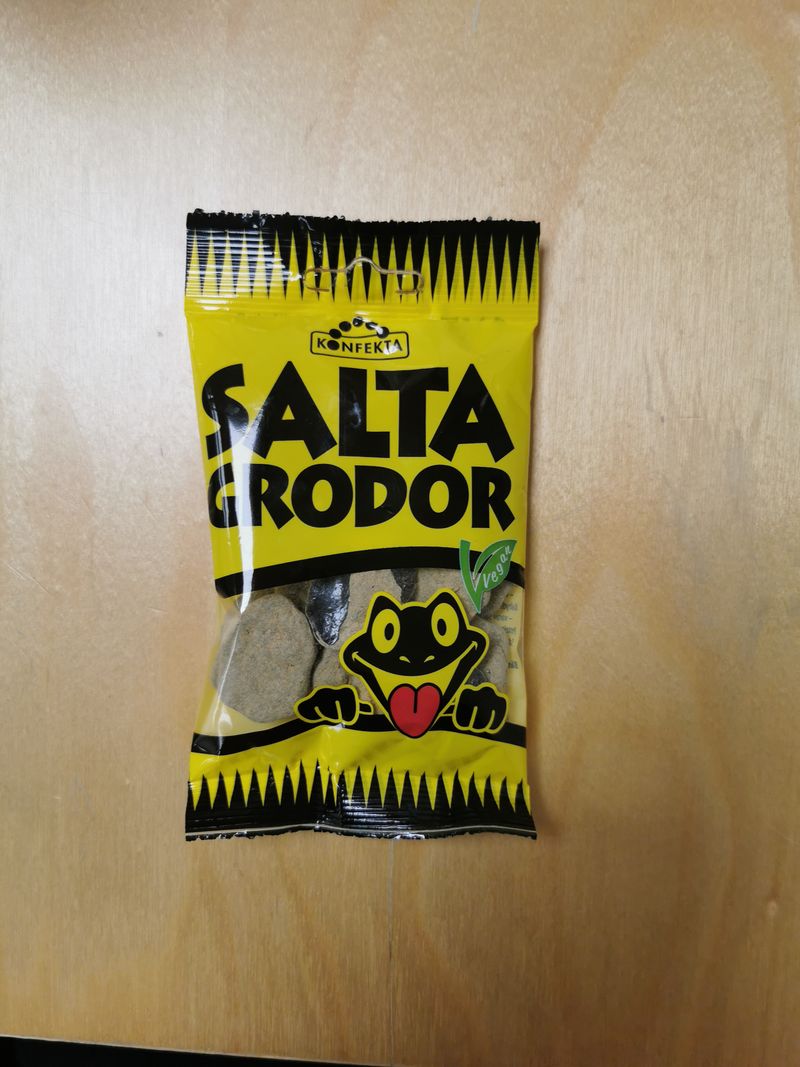 KONFEKTA
SALTA
GRODOR
Vegan